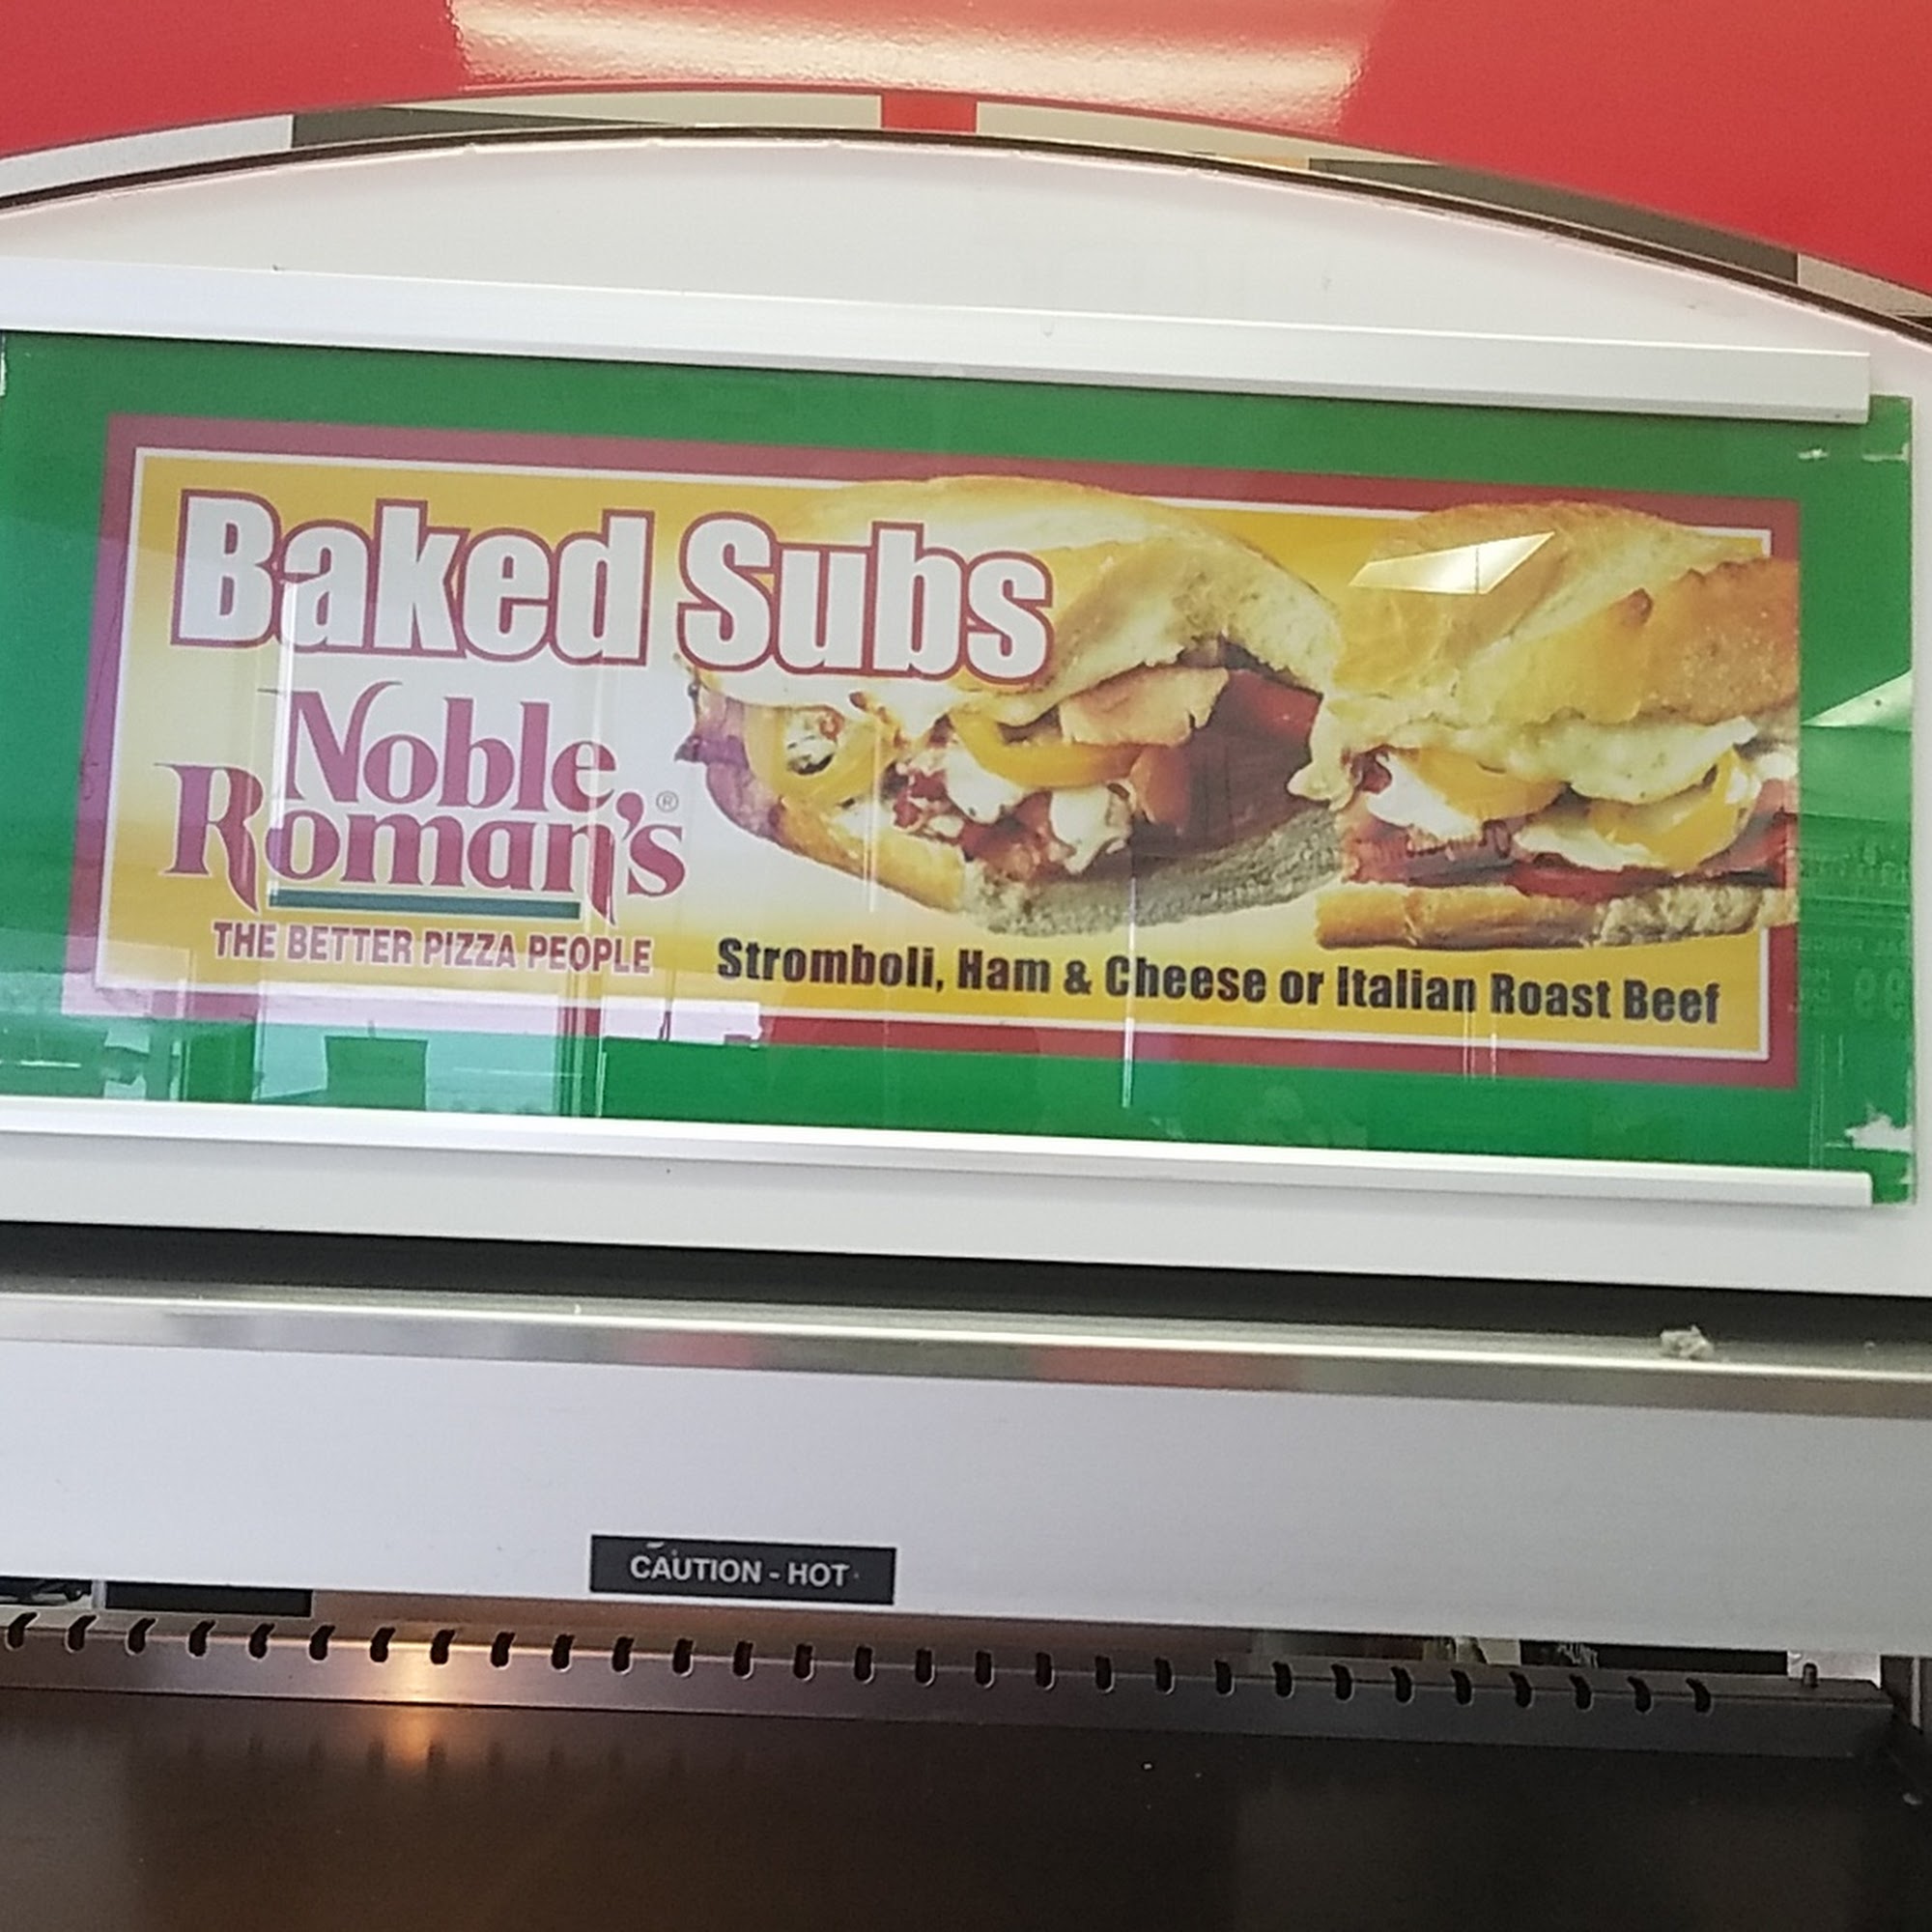 Baked Subs
Noble
Roman's®
THE BETTER PIZZA PEOPLE
Stromboli, Ham & Cheese or Italian Roast Beef
CAUTION - HOT